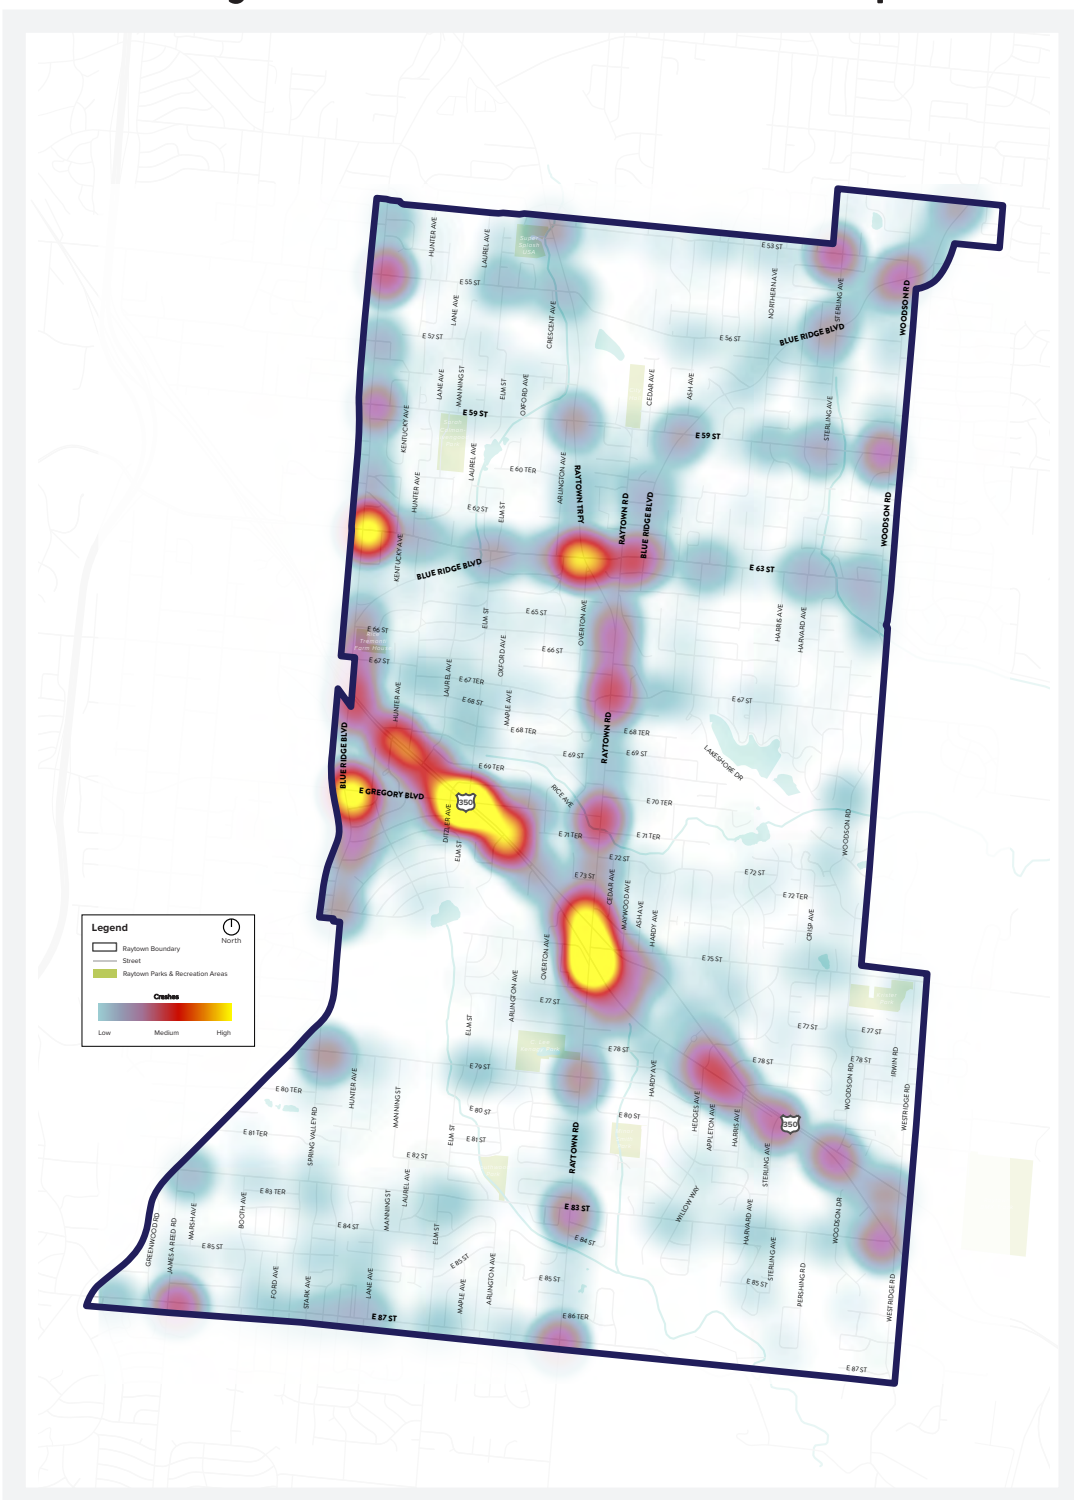 HUNTER AVE
LAUREL AVE
E 53 ST
NORTHERN AVE
STERLING AVE
WOODSON RD
E 55 ST
LANE AVE
CRESCENT AVE
E 57 ST
E 56 ST
BLUE RIDGE BLVD
LANE AVE
MANNING ST
ELM ST
OXFORD AVE
CEDAR AVE
ASH AVE
KENTUCKY AVE
E 59 ST
E 59 ST
STERLING AVE
LAUREL AVE
E 60 TER
ARLINGTON AVE
RAYTOWN TRFY
RAYTOWN RD
BLUE RIDGE BLVD
WOODSON RD
HUNTER AVE
E 62 ST
ELM ST
KENTUCKY AVE
BLUE RIDGE BLVD
E 63 ST
ELM ST
E 65 ST
OVERTON AVE
HARRIS AVE
HARVARD AVE
E 66 ST
E 66 ST
OXFORD AVE
E 67 ST
LAUREL AVE
E 67 TER
E 67 ST
HUNTER AVE
E 68 ST
MAPLE AVE
E 68 TER
E 68 TER
RAYTOWN RD
BLUE RIDGE BLVD
E 69 ST
E 69 ST
LAKESHORE DR
E 69 TER
E GREGORY BLVD
350
RICE AVE
E 70 TER
DITZLER AVE
ELM ST
E 71 TER
E 71 TER
WOODSON RD
E 72 ST
E 73 ST
E 72 ST
CEDAR AVE
MAYWOOD AVE
ASH AVE
HARDY AVE
E 72 TER
CRISP AVE
Legend
North
Raytown Boundary
Street
Raytown Parks & Recreation Areas
Crashes
Low
Medium
High
OVERTON AVE
E 75 ST
ARLINGTON AVE
E 77 ST
ELM ST
E 77 ST
E 77 ST
E 78 ST
E 78 ST
E 78 ST
IRWIN RD
E 79 ST
HUNTER AVE
HARDY AVE
WOODSON RD
WESTRIDGE RD
E 80 TER
MANNING ST
E 80 ST
E 80 ST
HEDGES AVE
APPLETON AVE
HARRIS AVE
350
SPRING VALLEY RD
E 81 TER
ELM ST
E 81 ST
RAYTOWN RD
E 82 ST
STERLING AVE
E 83 TER
LAUREL AVE
MANNING ST
BOOTH AVE
MARSH AVE
E 83 ST
WILLOW WAY
HARVARD AVE
WOODSON DR
GREENWOOD RD
JAMES A REED RD
E 84 ST
ELM ST
E 84 ST
E 85 ST
E 85 ST
STERLING AVE
FORD AVE
STARK AVE
LANE AVE
MAPLE AVE
ARLINGTON AVE
E 85 ST
E 85 ST
PERSHING RD
WESTRIDGE RD
E 87 ST
E 86 TER
E 87 ST